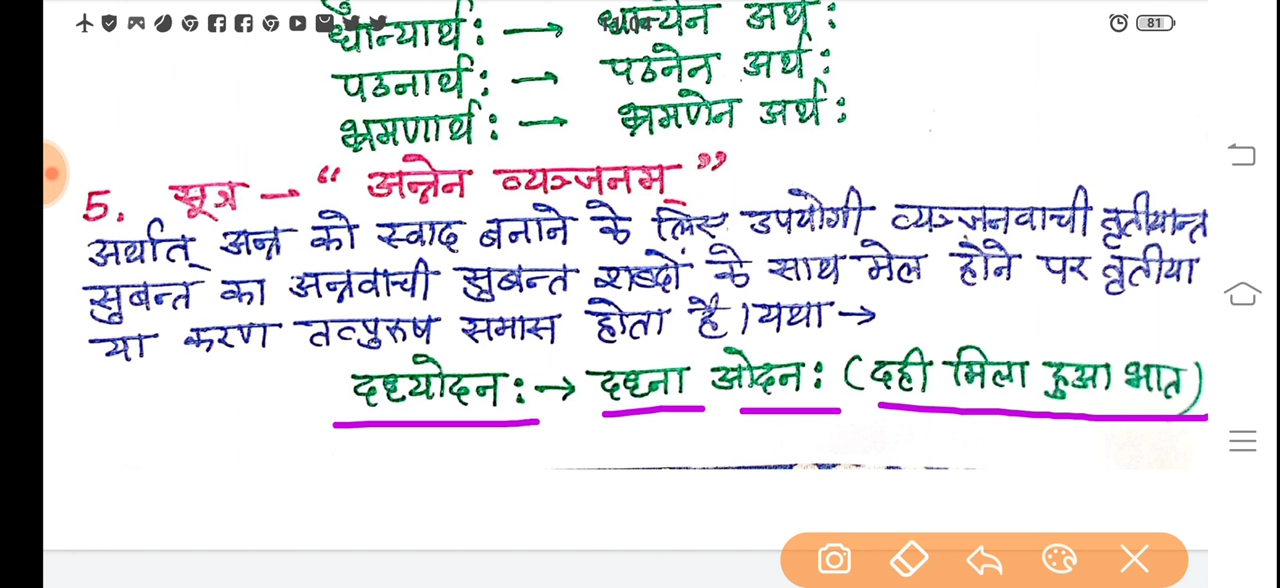 धान्यार्थ: → धान्येन अर्थ:
पठनार्थ: → पठनेन अर्थ:
भ्रमणार्थ: → भ्रमणेन अर्थ:
5. सूत्र → “ अन्नेन व्यञ्जनम् ”
अर्थात् अन्न को स्वाद बनाने के लिए उपयोगी व्यञ्जनवाची तृतीयान्त
सुबन्त का अन्नवाची सुबन्त शब्दों के साथ मेल होने पर तृतीया
या करण तत्पुरुष समास होता है। यथा →
दध्योदन: → दध्ना ओदन: (दही मिला हुआ भात)
81